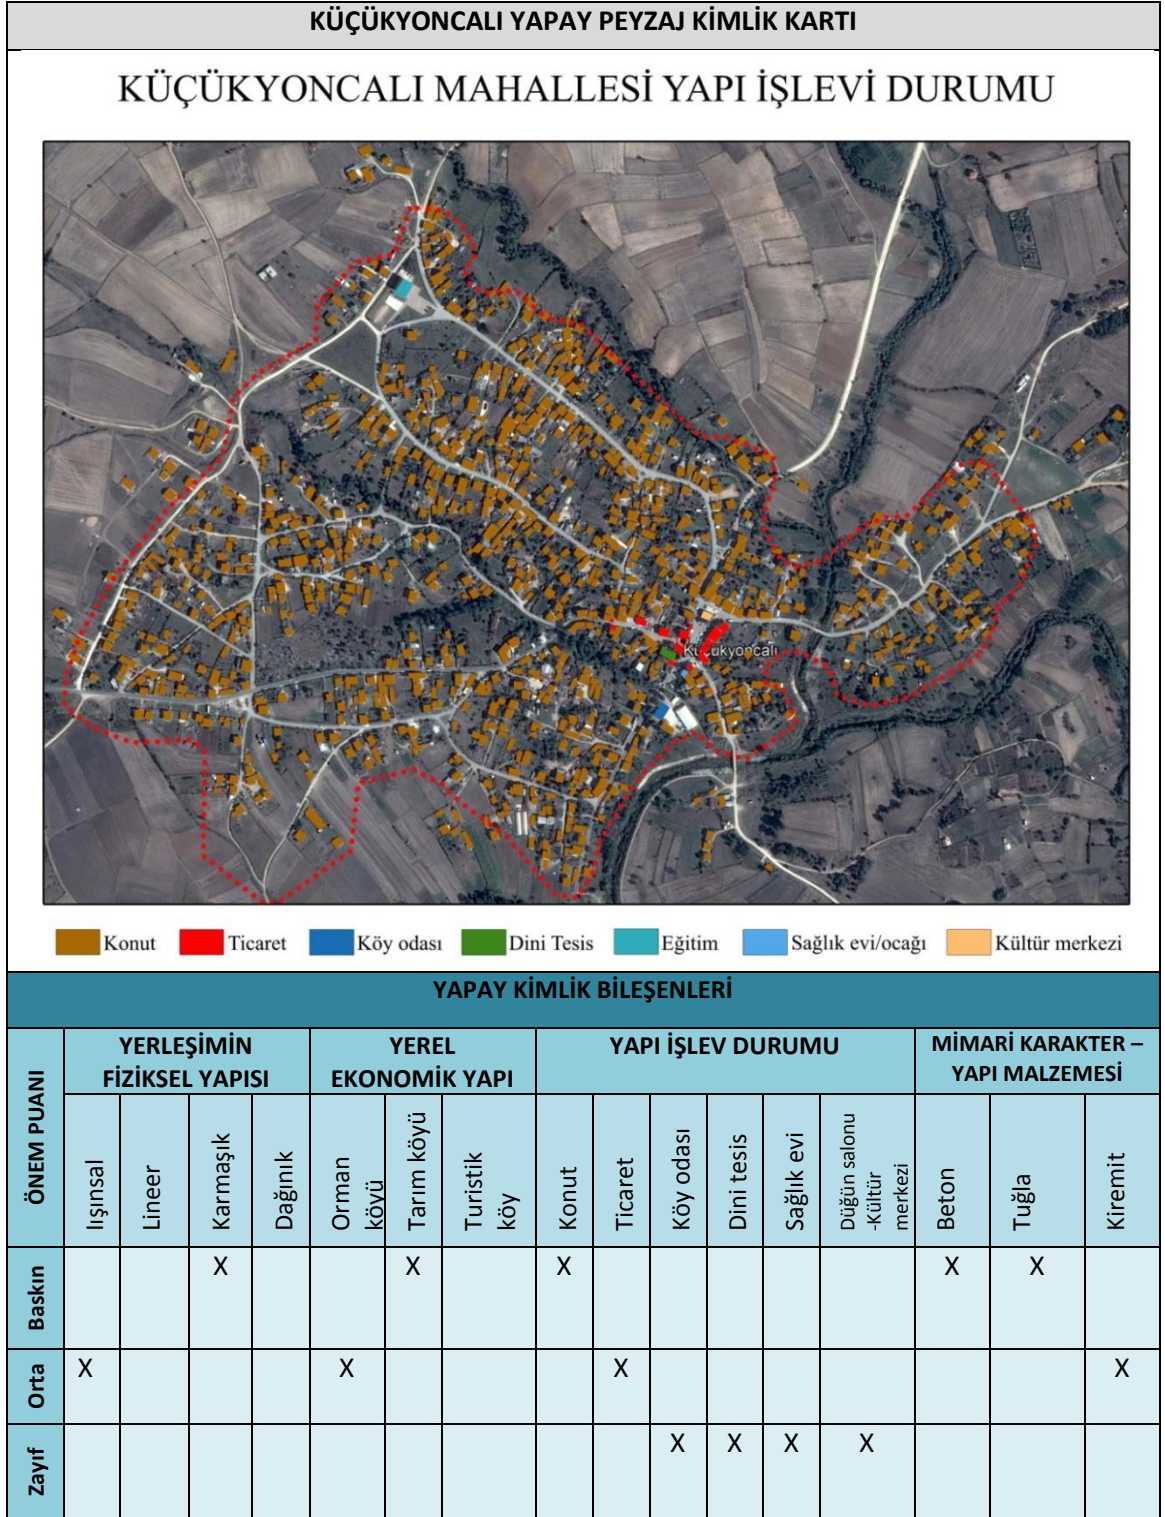 KÜÇÜKYONCALI YAPAY PEYZAJ KİMLİK KARTI
KÜÇÜKYONCALI MAHALLESİ YAPI İŞLEVİ DURUMU
Küçükyoncalı
Konut Ticaret Köy odası Dini Tesis Eğitim Sağlık evi/ocağı Kültür merkezi
YAPAY KİMLİK BİLEŞENLERİ
ÖNEM PUANI
YERLEŞİMİN
FİZİKSEL YAPISI
YEREL
EKONOMİK YAPI
YAPI İŞLEV DURUMU
MİMARİ KARAKTER –
YAPI MALZEMESİ
Işınsal
Lineer
Karmaşık
Dağınık
Orman
köyü
Tarım köyü
Turistik
köy
Konut
Ticaret
Köy odası
Dini tesis
Sağlık evi
Düğün salonu
-Kültür
merkezi
Beton
Tuğla
Kiremit
Baskın X X X X X
Orta X X X X
Zayıf X X X X